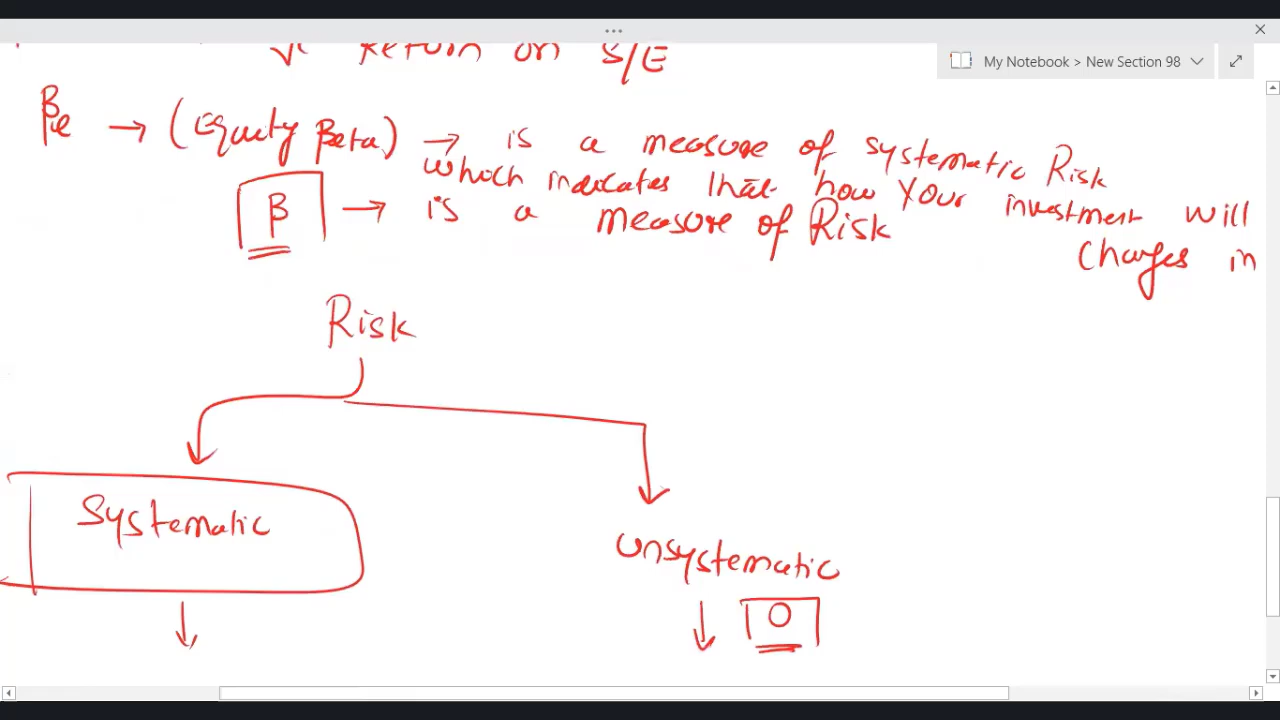 My Notebook > New Section 98
Return on S/E
βe → (Equity Beta) → is a measure of systematic Risk
which indicates that how Your investment will
changes in
β → is a measure of Risk
Risk
Systematic
unsystematic
0